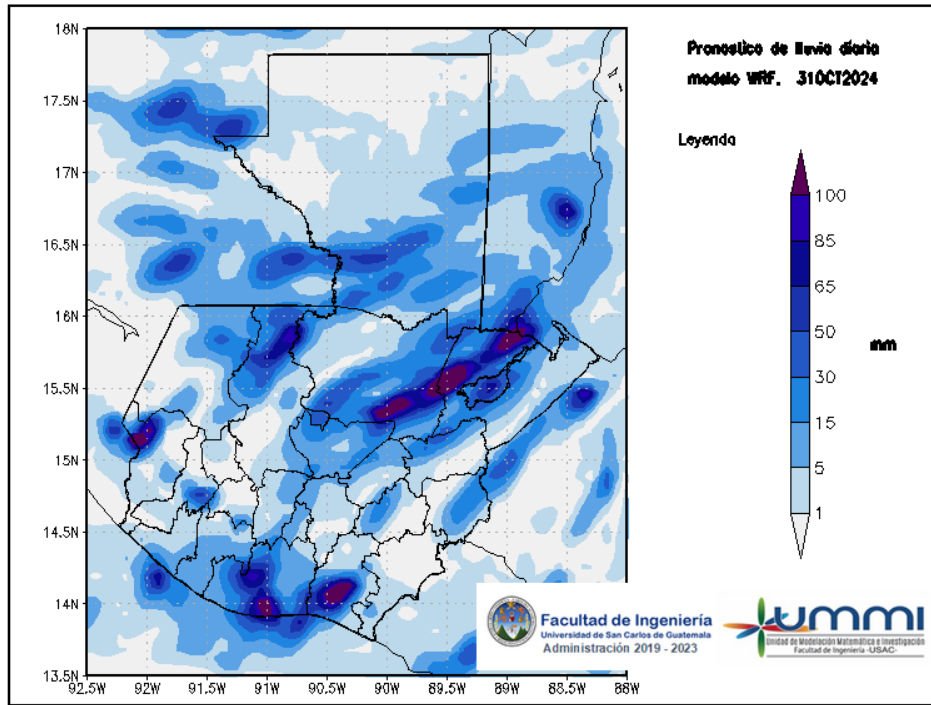 Pronostico de lluvia diaria
modelo WRF. 31OCT2024
Leyenda
100
85
65
50
30
15
5
1
mm
18N
17.5N
17N
16.5N
16N
15.5N
15N
14.5N
14N
13.5N
92.5W
92W
91.5W
91W
90.5W
90W
89.5W
89W
88.5W
88W
Facultad de Ingeniería
Universidad de San Carlos de Guatemala
Administración 2019 - 2023
UMMI
Unidad de Modelación Matemática e Investigación
Facultad de Ingeniería -USAC-